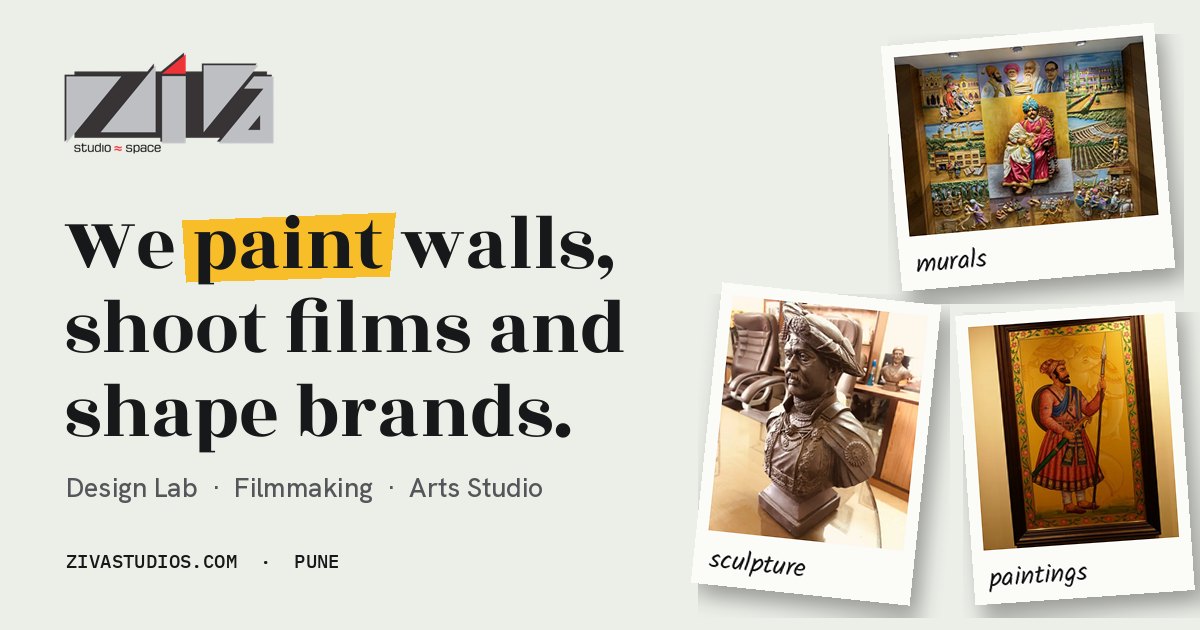 ZiVa
studio ≈ space
We paint walls,
shoot films and
shape brands.
Design Lab · Filmmaking · Arts Studio
ZIVASTUDIOS.COM · PUNE
murals
sculpture
paintings